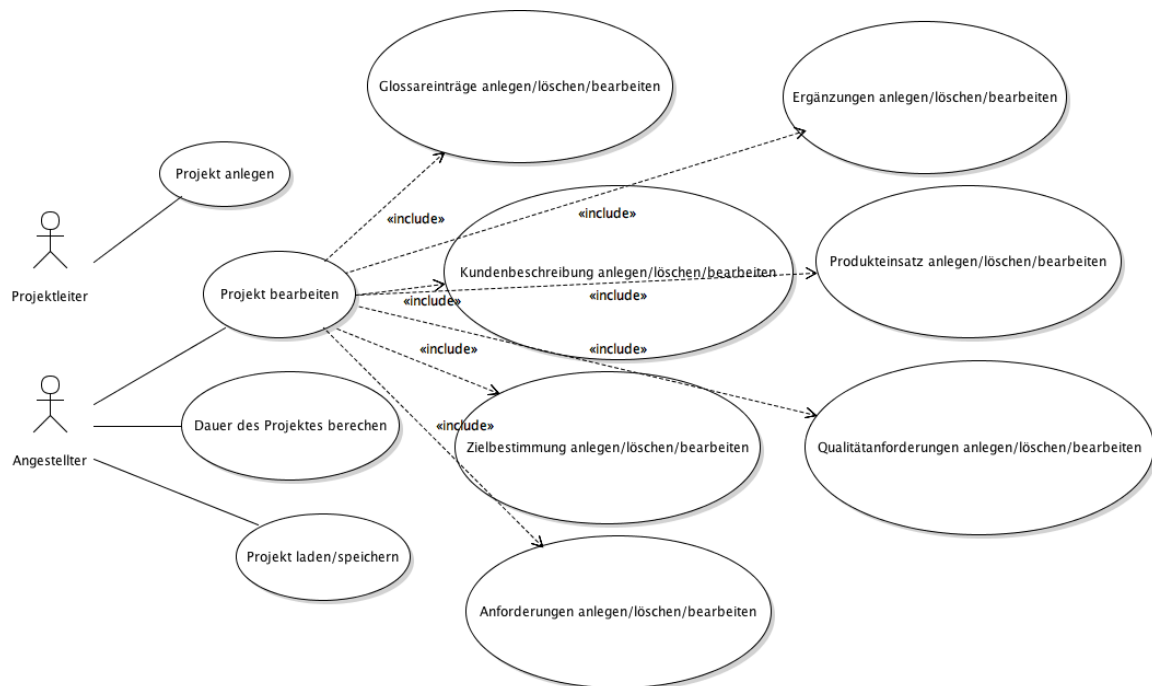 Glossareinträge anlegen/löschen/bearbeiten
Ergänzungen anlegen/löschen/bearbeiten
Projekt anlegen
«include»
«include»
Projektleiter
Projekt bearbeiten
Kundenbeschreibung anlegen/löschen/bearbeiten
Produkteinsatz anlegen/löschen/bearbeiten
«include»
«include»
«include»
«include»
Angestellter
Dauer des Projektes berechen
«include»
Zielbestimmung anlegen/löschen/bearbeiten
Qualitätanforderungen anlegen/löschen/bearbeiten
Projekt laden/speichern
Anforderungen anlegen/löschen/bearbeiten